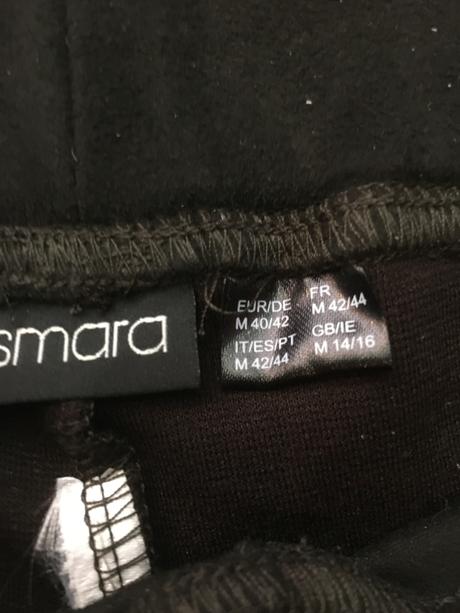 smara
EUR/DE
M 40/42
FR
M 42/44
IT/ES/PT
M 42/44
GB/IE
M 14/16